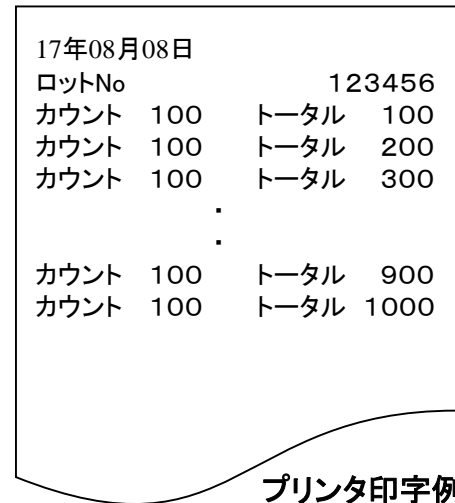 17年08月08日
ロットNo 123456
カウント 100 トータル 100
カウント 100 トータル 200
カウント 100 トータル 300
・
・
カウント 100 トータル 900
カウント 100 トータル 1000
プリンタ印字例